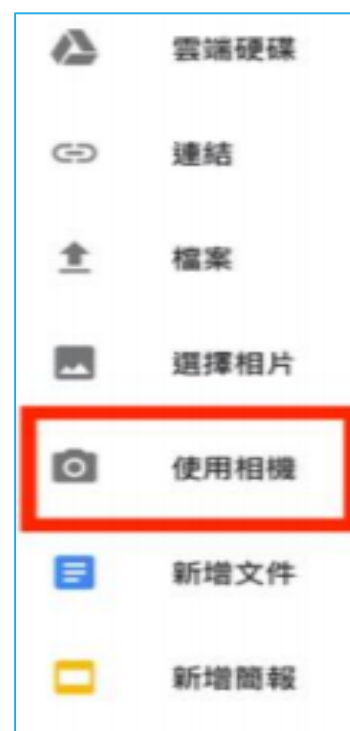 雲端硬碟
連結
檔案
選擇相片
使用相機
新增文件
新增簡報